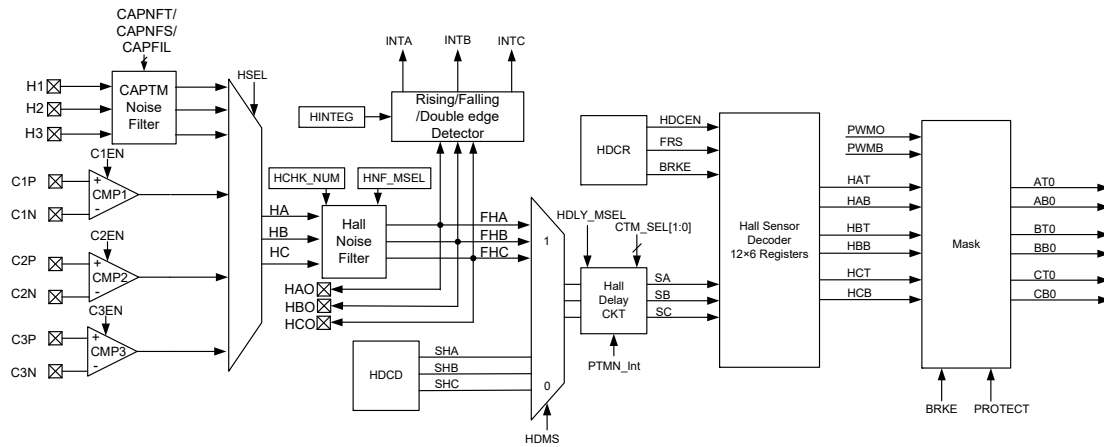 CAPNFT/
CAPNFS/
CAPFIL
H1
H2
H3
CAPTM
Noise
Filter
HSEL
C1EN
C1P
C1N
+
-
CMP1
C2EN
C2P
C2N
+
-
CMP2
C3EN
C3P
C3N
+
-
CMP3
INTA
INTB
INTC
HINTEG
Rising/Falling
/Double edge
Detector
HCHK_NUM
HNF_MSEL
HA
HB
HC
Hall
Noise
Filter
FHA
FHB
FHC
HAO
HBO
HCO
HDCD
SHA
SHB
SHC
1
0
HDMS
HDLY_MSEL
CTM_SEL[1:0]
Hall
Delay
CKT
PTMN_Int
SA
SB
SC
HDCR
HDCEN
FRS
BRKE
Hall Sensor
Decoder
12×6 Registers
HAT
HAB
HBT
HBB
HCT
HCB
PWMO
PWMB
Mask
BRKE
PROTECT
AT0
AB0
BT0
BB0
CT0
CB0